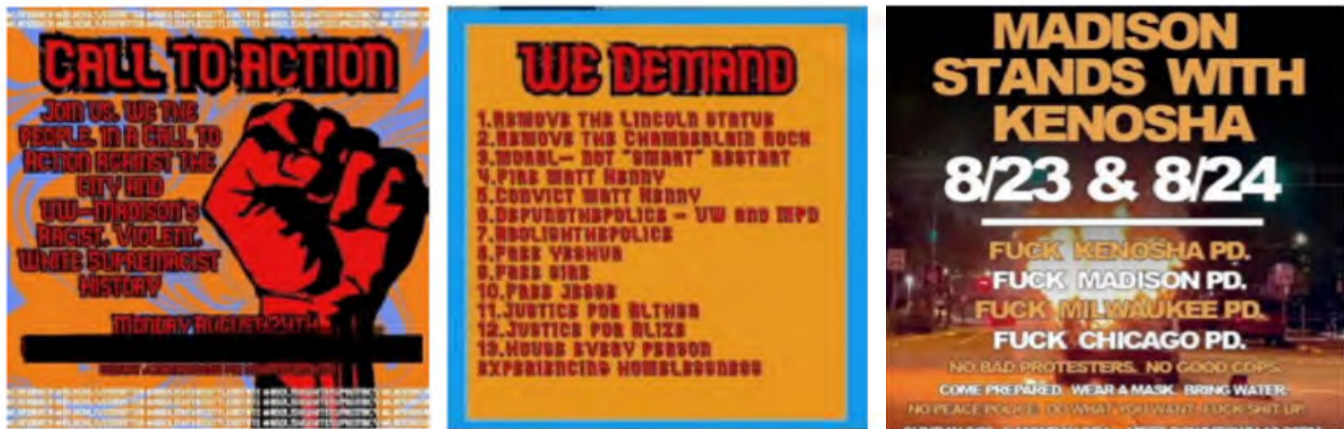 CALL TO ACTION
JOIN US, WE THE
PEOPLE, IN A CALL TO
ACTION AGAINST THE
CITY AND
UW-MADISON'S
RACIST, VIOLENT,
WHITE SUPREMACIST
HISTORY
MONDAY AUGUST 24TH
WE DEMAND
1.REMOVE THE LINCOLN STATUE
2.REMOVE THE CHAMBERLAIN ROCK
3.MORAL- NOT "SMART" RESTART
4.FIRE MATT KENNY
5.CONVICT MATT KENNY
6.DEFUNDTHEPOLICE - UW AND MPD
7.ABOLISHTHEPOLICE
8.FREE YESHUA
9.FREE SIRE
10.FREE JESSE
11.JUSTICE FOR ALTHEA
12.JUSTICE FOR ALIZE
13.HOUSE EVERY PERSON
EXPERIENCING HOMELESSNESS
MADISON
STANDS WITH
KENOSHA
8/23 & 8/24
FUCK KENOSHA PD.
FUCK MADISON PD.
FUCK MILWAUKEE PD.
FUCK CHICAGO PD.
NO BAD PROTESTERS. NO GOOD COPS.
COME PREPARED. WEAR A MASK. BRING WATER.
NO PEACE POLICE. DO WHAT YOU WANT. FUCK SHIT UP!